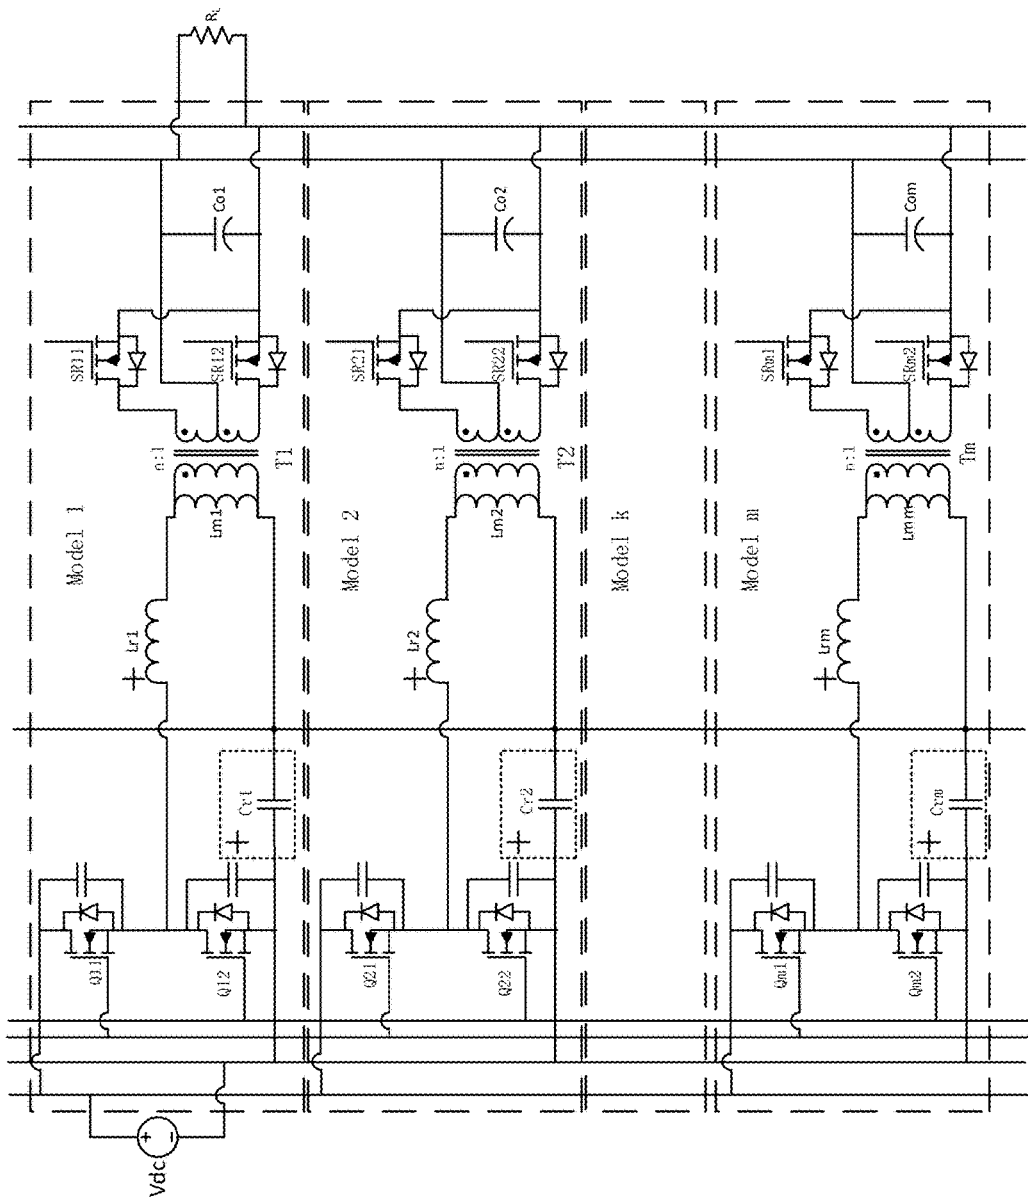 Model 1
Vdc
+
-
Q11
Q12
Cr1
+
Lr1
+
Lm1
n:1
T1
SR11
SR12
Co1
RL
Model 2
Q21
Q22
Cr2
+
Lr2
+
Lm2
n:1
T2
SR21
SR22
Co2
Model k
Model m
Qm1
Qm2
Crm
+
Lrm
+
Lmm
n:1
Tm
SRm1
SRm2
Com